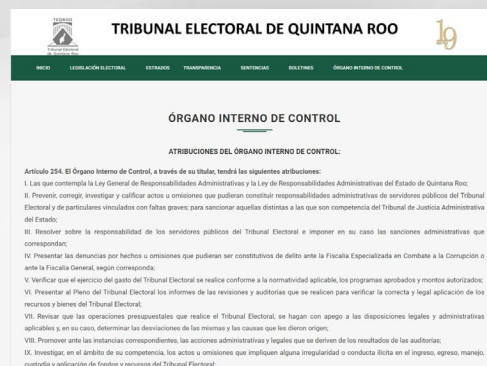 TEQROO
Tribunal Electoral
de Quintana Roo
TRIBUNAL ELECTORAL DE QUINTANA ROO
19
INICIO LEGISLACIÓN ELECTORAL ESTRADOS TRANSPARENCIA SENTENCIAS BOLETINES ÓRGANO INTERNO DE CONTROL
ÓRGANO INTERNO DE CONTROL
ATRIBUCIONES DEL ÓRGANO INTERNO DE CONTROL:
Artículo 254. El Órgano Interno de Control, a través de su titular, tendrá las siguientes atribuciones:
I. Las que contempla la Ley General de Responsabilidades Administrativas y la Ley de Responsabilidades Administrativas del Estado de Quintana Roo;
II. Prevenir, corregir, investigar y calificar actos u omisiones que pudieran constituir responsabilidades administrativas de servidores públicos del Tribunal
Electoral y de particulares vinculados con faltas graves; para sancionar aquellas distintas a las que son competencia del Tribunal de Justicia Administrativa
del Estado;
III. Resolver sobre la responsabilidad de los servidores públicos del Tribunal Electoral e imponer en su caso las sanciones administrativas que
correspondan;
IV. Presentar las denuncias por hechos u omisiones que pudieran ser constitutivos de delito ante la Fiscalía Especializada en Combate a la Corrupción o
ante la Fiscalía General, según corresponda;
V. Verificar que el ejercicio del gasto del Tribunal Electoral se realice conforme a la normatividad aplicable, los programas aprobados y montos autorizados;
VI. Presentar al Pleno del Tribunal Electoral los informes de las revisiones y auditorías que se realicen para verificar la correcta y legal aplicación de los
recursos y bienes del Tribunal Electoral;
VII. Revisar que las operaciones presupuestales que realice el Tribunal Electoral, se hagan con apego a las disposiciones legales y administrativas
aplicables y, en su caso, determinar las desviaciones de las mismas y las causas que les dieron origen;
VIII. Promover ante las instancias correspondientes, las acciones administrativas y legales que se deriven de los resultados de las auditorías;
IX. Investigar, en el ámbito de su competencia, los actos u omisiones que impliquen alguna irregularidad o conducta ilícita en el ingreso, egreso, manejo,
custodia y aplicación de fondos y recursos del Tribunal Electoral;